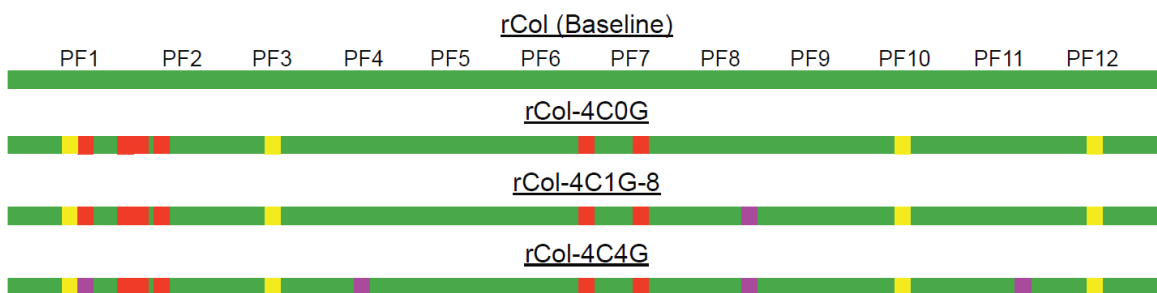 rCol (Baseline)
PF1 PF2 PF3 PF4 PF5 PF6 PF7 PF8 PF9 PF10 PF11 PF12
rCol-4C0G
rCol-4C1G-8
rCol-4C4G